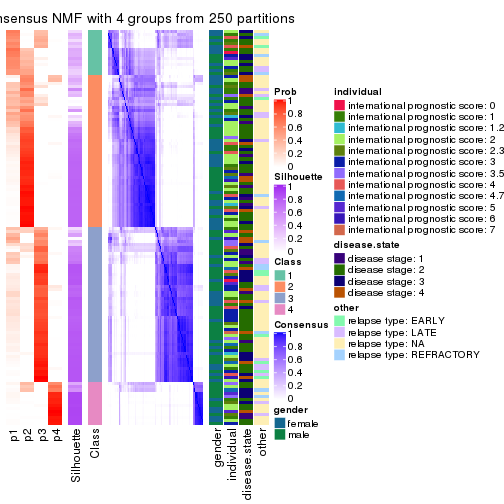 nsensus NMF with 4 groups from 250 partitions
Prob
1
0.8
0.6
0.4
0.2
0
Silhouette
1
0.8
0.6
0.4
0.2
0
Class
1
2
3
4
Consensus
1
0.8
0.6
0.4
0.2
0
gender
female
male
individual
international prognostic score: 0
international prognostic score: 1
international prognostic score: 1.2
international prognostic score: 2
international prognostic score: 2.3
international prognostic score: 3
international prognostic score: 3.5
international prognostic score: 4
international prognostic score: 4.7
international prognostic score: 5
international prognostic score: 6
international prognostic score: 7
disease.state
disease stage: 1
disease stage: 2
disease stage: 3
disease stage: 4
other
relapse type: EARLY
relapse type: LATE
relapse type: NA
relapse type: REFRACTORY
p1
p2
p3
p4
Silhouette
Class
gender
individual
disease.state
other